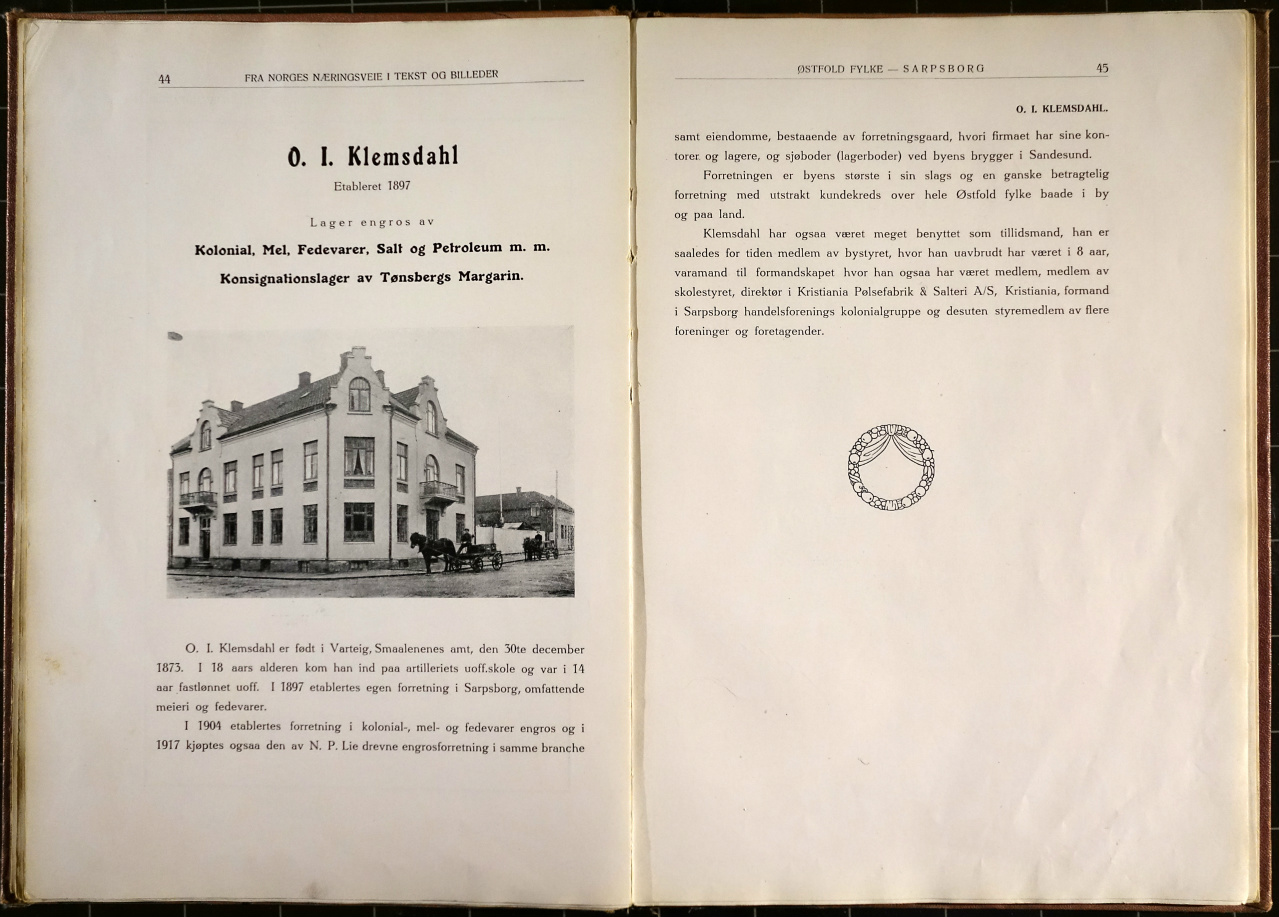 44
FRA NORGES NÆRINGSVEIE I TEKST OG BILLEDER
O. I. Klemsdahl
Etableret 1897
Lager engros av
Kolonial, Mel, Fedevarer, Salt og Petroleum m. m.
Konsignationslager av Tønsbergs Margarin.
O. I. Klemsdahl er født i Varteig, Smaalenenes amt, den 30te december
1873. I 18 aars alderen kom han ind paa artilleriets uoff.skole og var i 14
aar fastlønnet uoff. I 1897 etablertes egen forretning i Sarpsborg, omfattende
meieri og fedevarer.
I 1904 etablertes forretning i kolonial-, mel- og fedevarer engros og i
1917 kjøptes ogsaa den av N. P. Lie drevne engrosforretning i samme branche
ØSTFOLD FYLKE — SARPSBORG
45
O. I. KLEMSDAHL.
samt eiendomme, bestaaende av forretningsgaard, hvori firmaet har sine kon-
torer og lagere, og sjøboder (lagerboder) ved byens brygger i Sandesund.
Forretningen er byens største i sin slags og en ganske betragtelig
forretning med utstrakt kundekreds over hele Østfold fylke baade i by
og paa land.
Klemsdahl har ogsaa været meget benyttet som tillidsmand, han er
saaledes for tiden medlem av bystyret, hvor han uavbrudt har været i 8 aar,
varamand til formandskapet hvor han ogsaa har været medlem, medlem av
skolestyret, direktør i Kristiania Pølsefabrik & Salteri A/S, Kristiania, formand
i Sarpsborg handelsforenings kolonialgruppe og desuten styremedlem av flere
foreninger og foretagender.